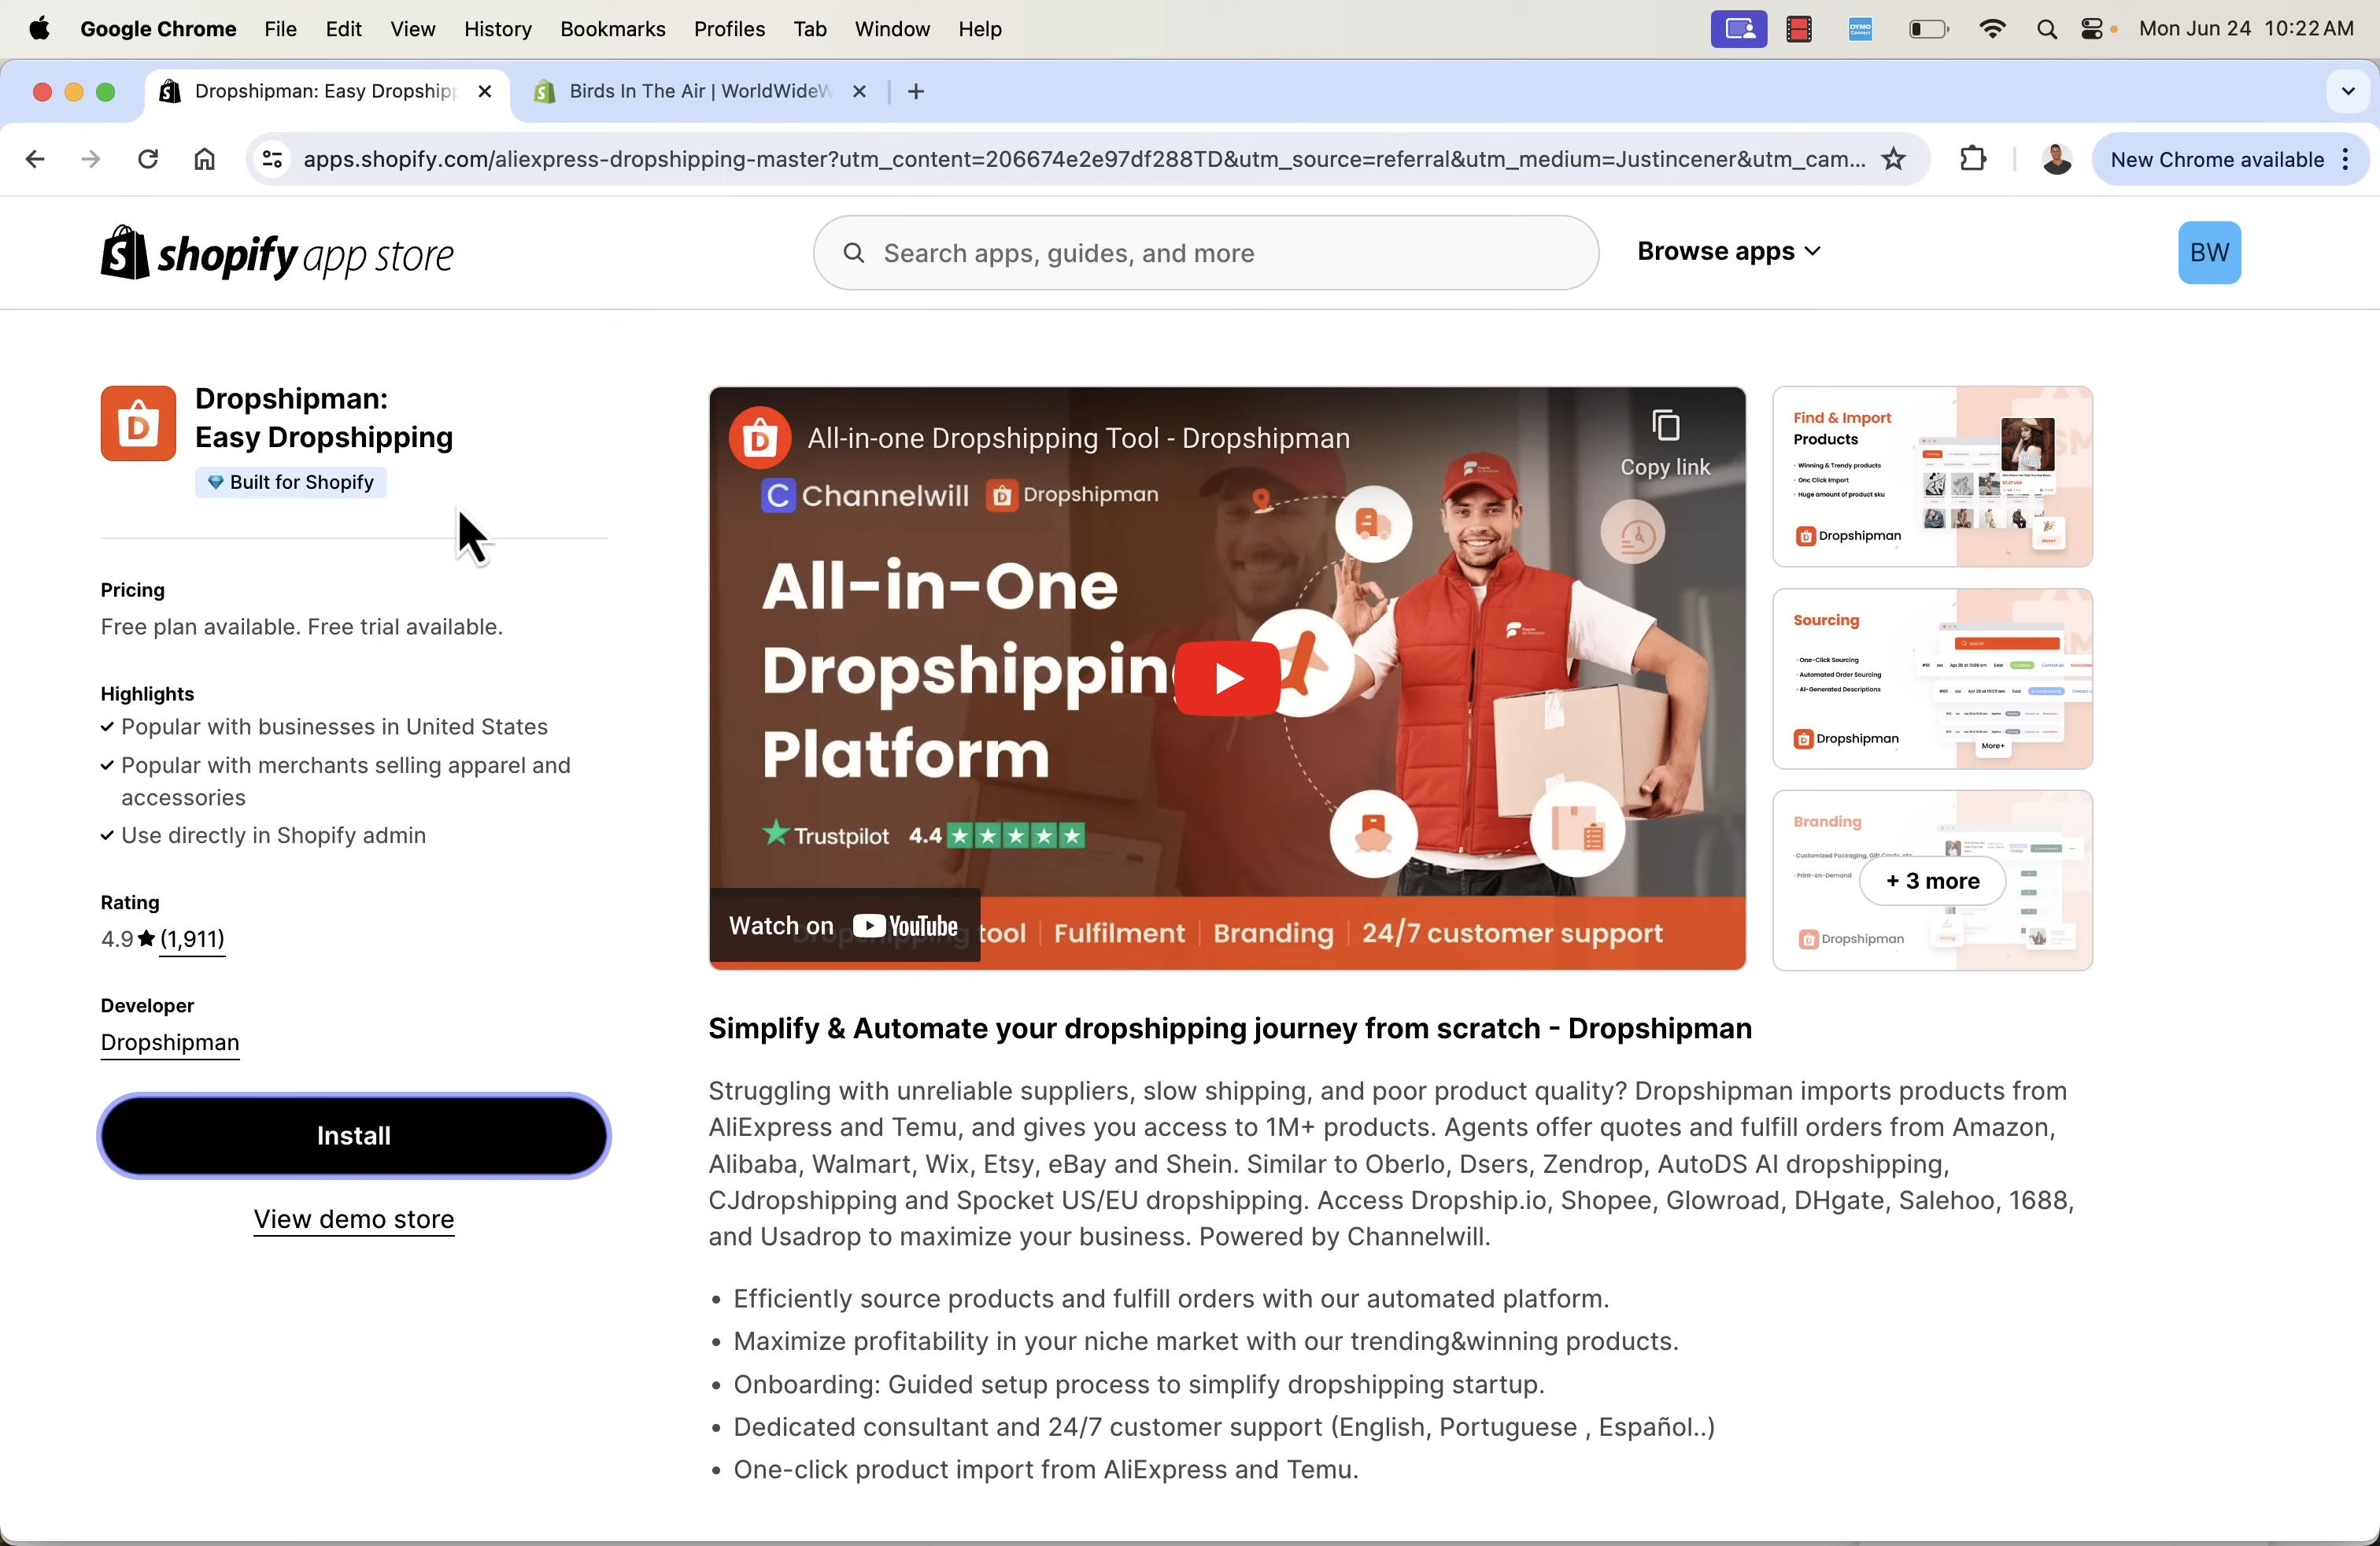 Google Chrome File Edit View History Bookmarks Profiles Tab Window Help
DYMO
Connect
Mon Jun 24 10:22 AM
Dropshipman: Easy Dropship
Birds In The Air | WorldWideW
apps.shopify.com/aliexpress-dropshipping-master?utm_content=206674e2e97df288TD&utm_source=referral&utm_medium=Justincener&utm_cam...
New Chrome available
shopify app store
Search apps, guides, and more
Browse apps
BW
Dropshipman:
Easy Dropshipping
Built for Shopify
Pricing
Free plan available. Free trial available.
Highlights
Popular with businesses in United States
Popular with merchants selling apparel and
accessories
Use directly in Shopify admin
Rating
4.9★ (1,911)
Developer
Dropshipman
Install
View demo store
All-in-one Dropshipping Tool - Dropshipman
Copy link
Channelwill Dropshipman
All-in-One
Dropshippin
Platform
Trustpilot 4.4
Watch on YouTube
tool | Fulfilment | Branding | 24/7 customer support
Find & Import
Products
· Winning & Trendy products
· One Click Import
· Huge amount of product sku
More+
Dropshipman
Sourcing
· One-Click Sourcing
· Automated Order Sourcing
· AI-Generated Descriptions
Search
More+
Dropshipman
Branding
· Print-on-Demand
+ 3 more
Dropshipman
Simplify & Automate your dropshipping journey from scratch - Dropshipman
Struggling with unreliable suppliers, slow shipping, and poor product quality? Dropshipman imports products from
AliExpress and Temu, and gives you access to 1M+ products. Agents offer quotes and fulfill orders from Amazon,
Alibaba, Walmart, Wix, Etsy, eBay and Shein. Similar to Oberlo, Dsers, Zendrop, AutoDS AI dropshipping,
CJdropshipping and Spocket US/EU dropshipping. Access Dropship.io, Shopee, Glowroad, DHgate, Salehoo, 1688,
and Usadrop to maximize your business. Powered by Channelwill.
• Efficiently source products and fulfill orders with our automated platform.
• Maximize profitability in your niche market with our trending&winning products.
• Onboarding: Guided setup process to simplify dropshipping startup.
• Dedicated consultant and 24/7 customer support (English, Portuguese , Español..)
• One-click product import from AliExpress and Temu.